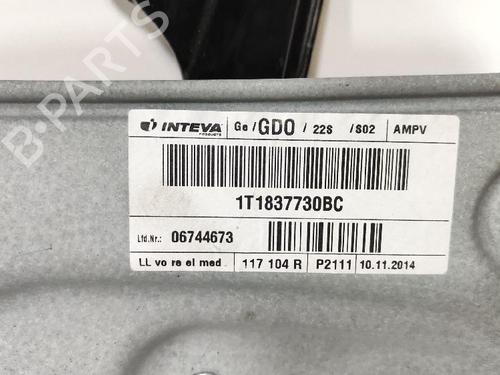 INTEVA PRODUCTS Ge / GDO / 22S / S02 AMPV
1T1837730BC
Lfd.Nr.: 06744673
LL vo re el med. 117 104 R P2111 10.11.2014
B-PARTS